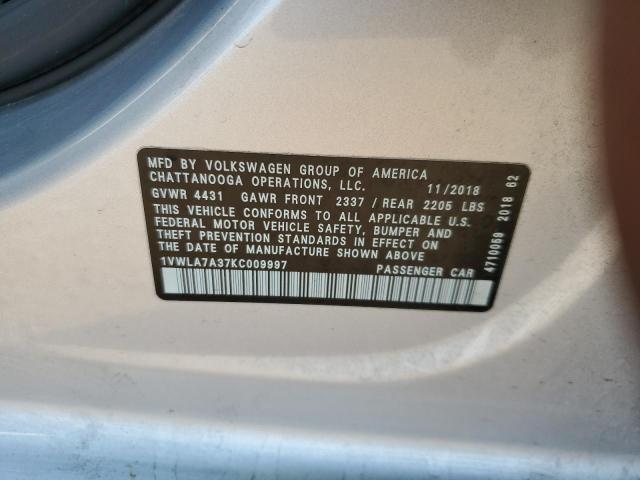 MFD BY VOLKSWAGEN GROUP OF AMERICA
CHATTANOOGA OPERATIONS, LLC. 11/2018
GVWR 4431 GAWR FRONT 2337 / REAR 2205 LBS
THIS VEHICLE CONFORMS TO ALL APPLICABLE U.S.
FEDERAL MOTOR VEHICLE SAFETY, BUMPER AND
THEFT PREVENTION STANDARDS IN EFFECT ON
THE DATE OF MANUFACTURE SHOWN ABOVE
1VWLA7A37KC009997 PASSENGER CAR
4710059 2018 62